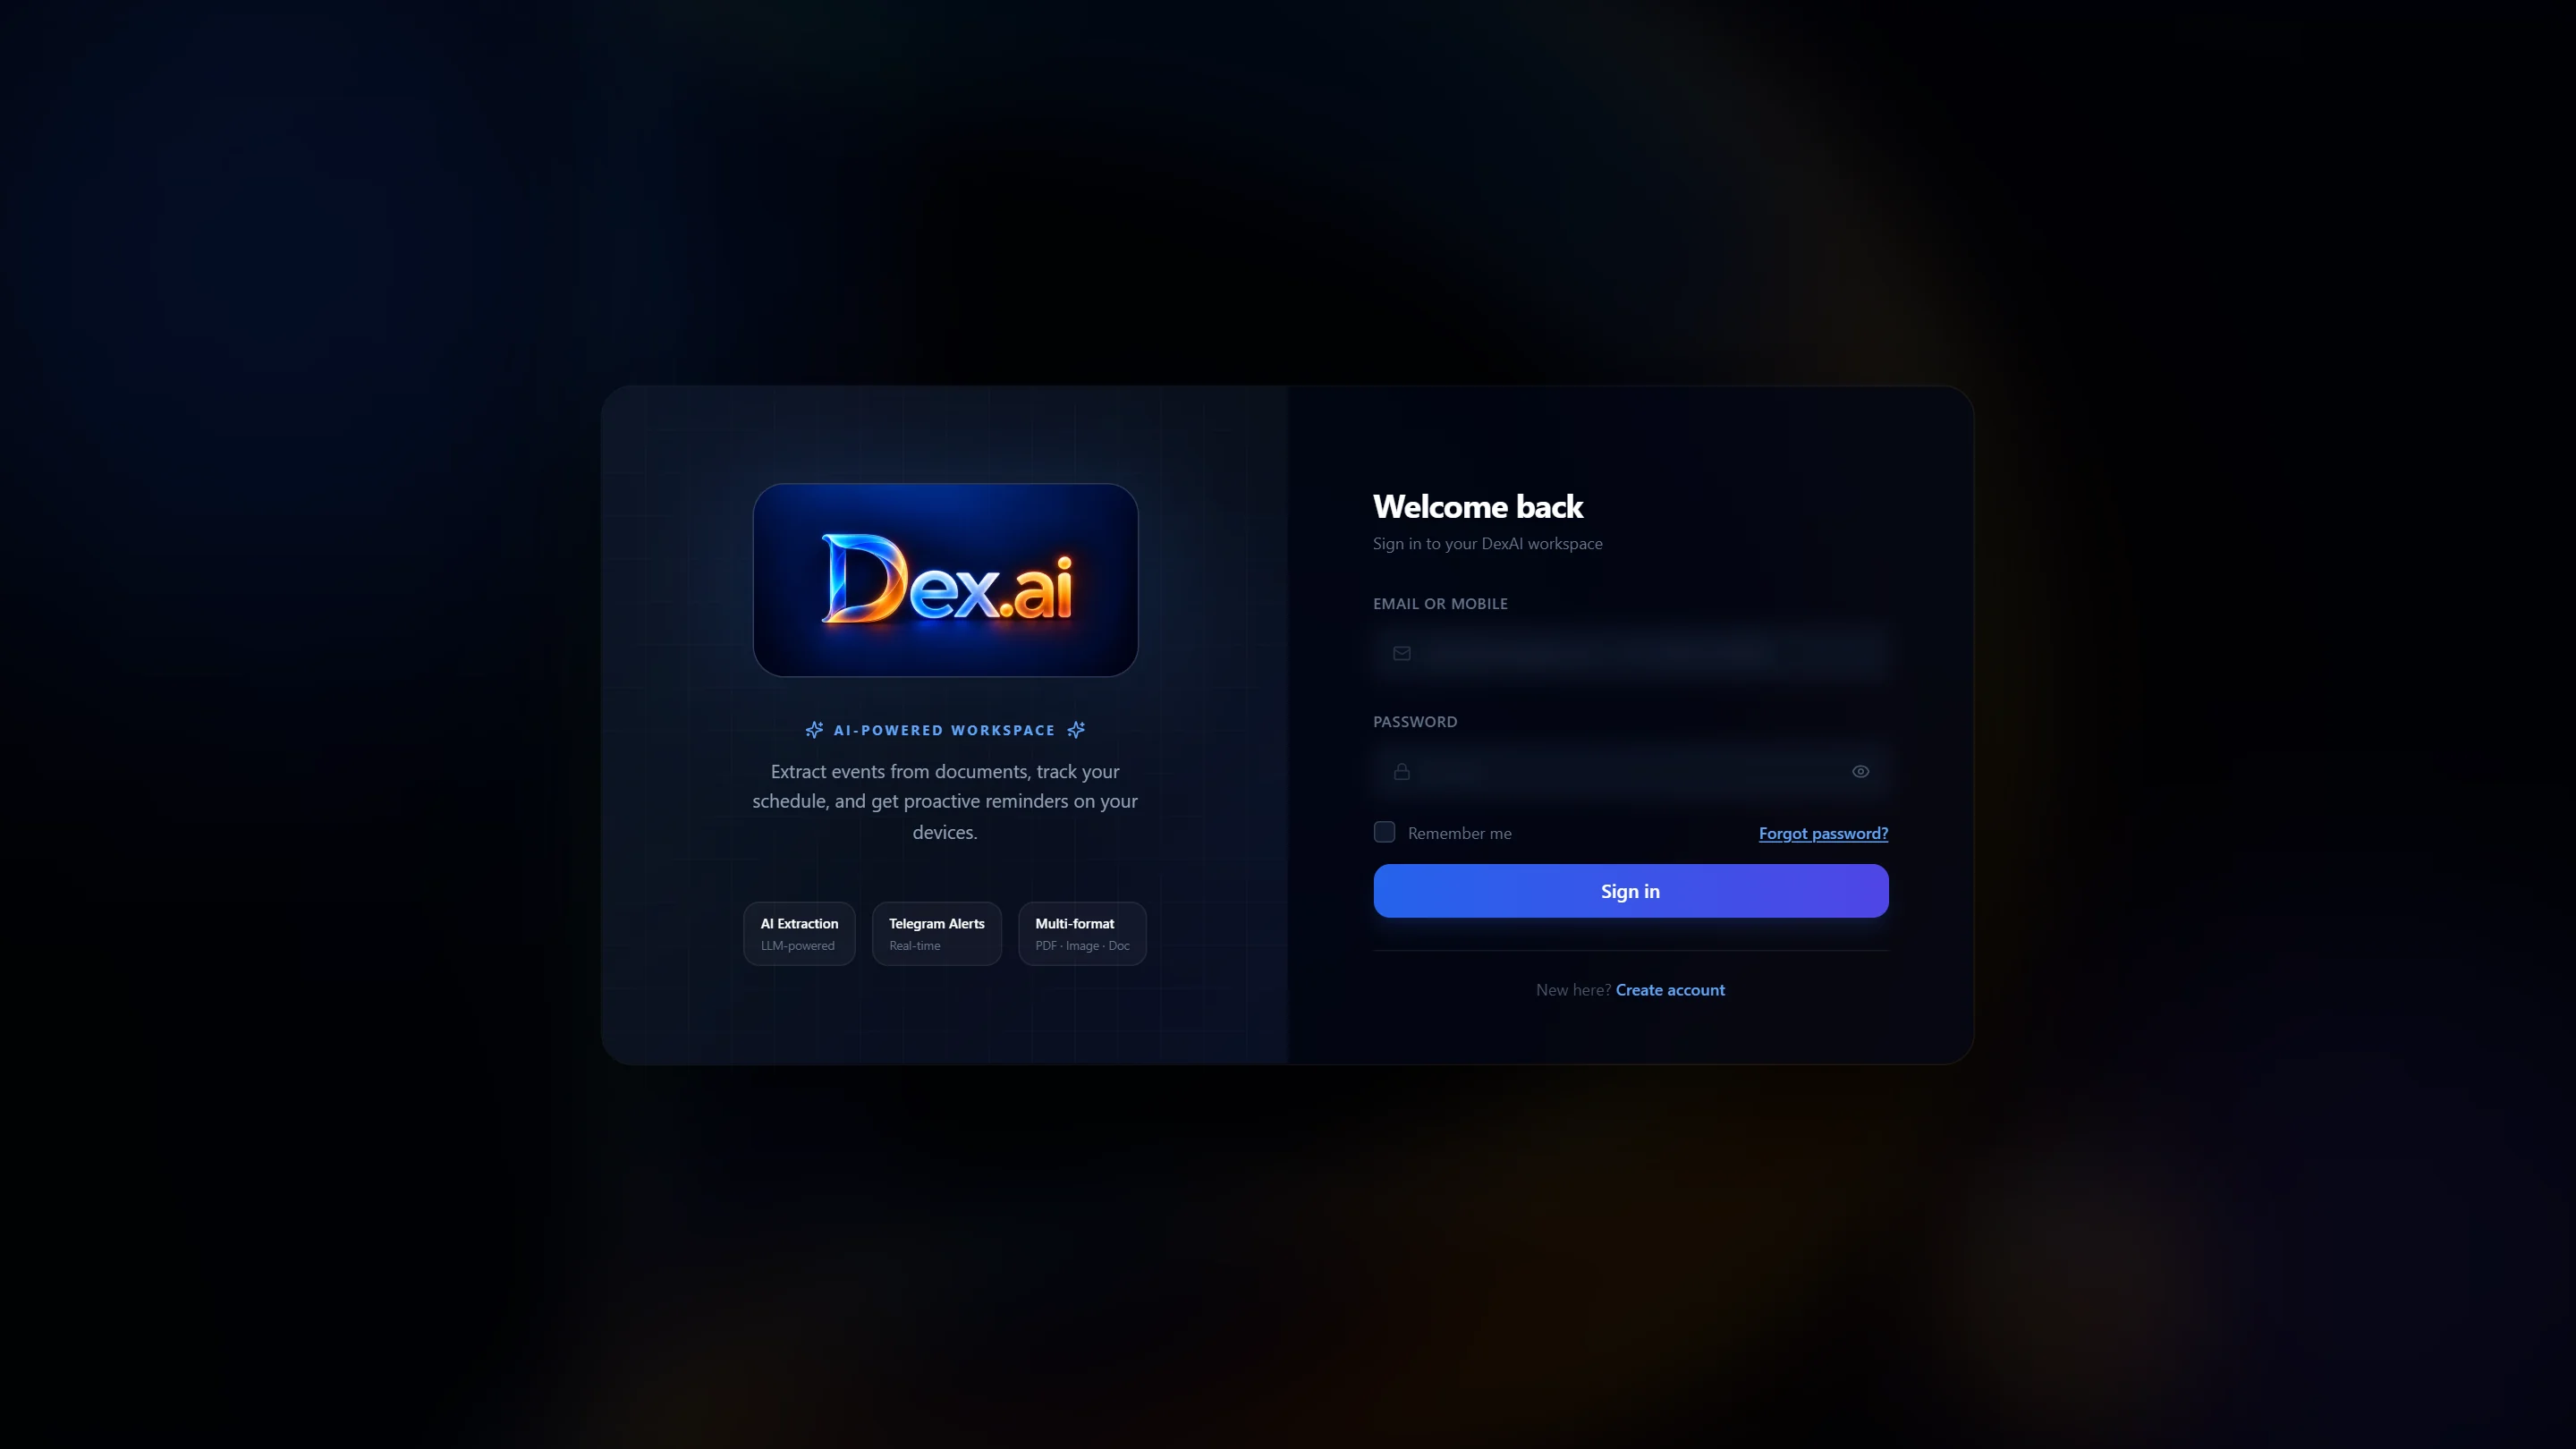 Dex.ai
AI-POWERED WORKSPACE
Extract events from documents, track your
schedule, and get proactive reminders on your
devices.
AI Extraction
LLM-powered
Telegram Alerts
Real-time
Multi-format
PDF · Image · Doc
Welcome back
Sign in to your DexAI workspace
EMAIL OR MOBILE
PASSWORD
Remember me
Forgot password?
Sign in
New here? Create account